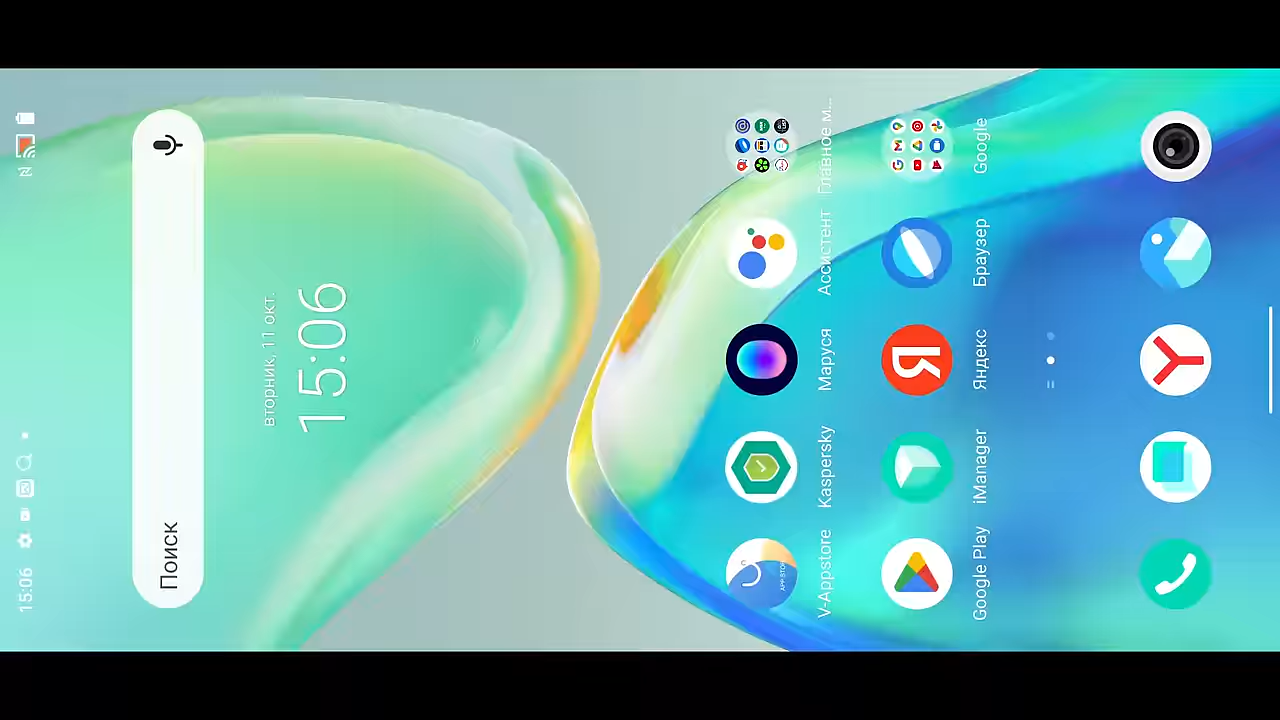 15:06
Поиск
вторник, 11 окт.
15:06
V-Appstore
Kaspersky
Маруся
Ассистент
Главное м...
Google Play
iManager
Яндекс
Браузер
Google